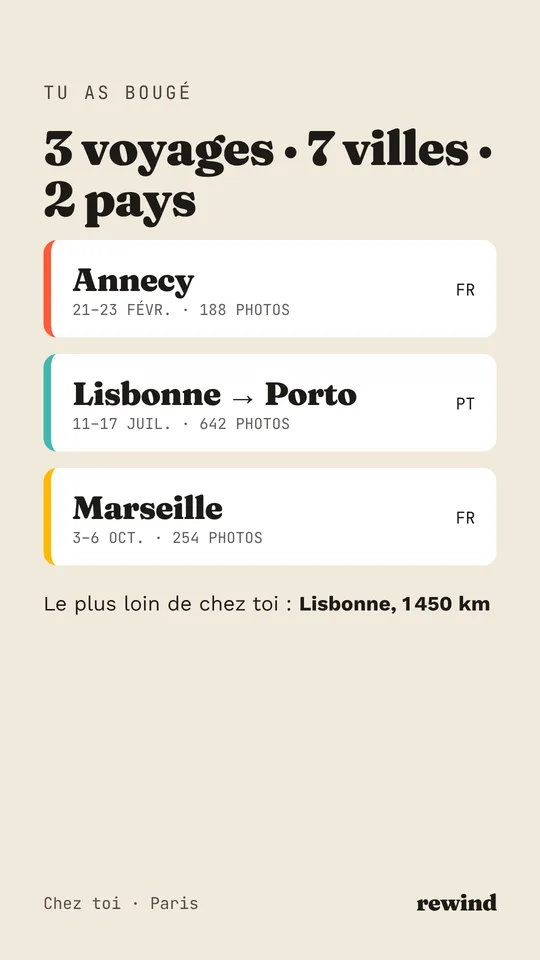 TU AS BOUGÉ
3 voyages • 7 villes •
2 pays
Annecy
21–23 FÉVR. · 188 PHOTOS
FR
Lisbonne → Porto
11–17 JUIL. · 642 PHOTOS
PT
Marseille
3–6 OCT. · 254 PHOTOS
FR
Le plus loin de chez toi : Lisbonne, 1 450 km
Chez toi · Paris
rewind